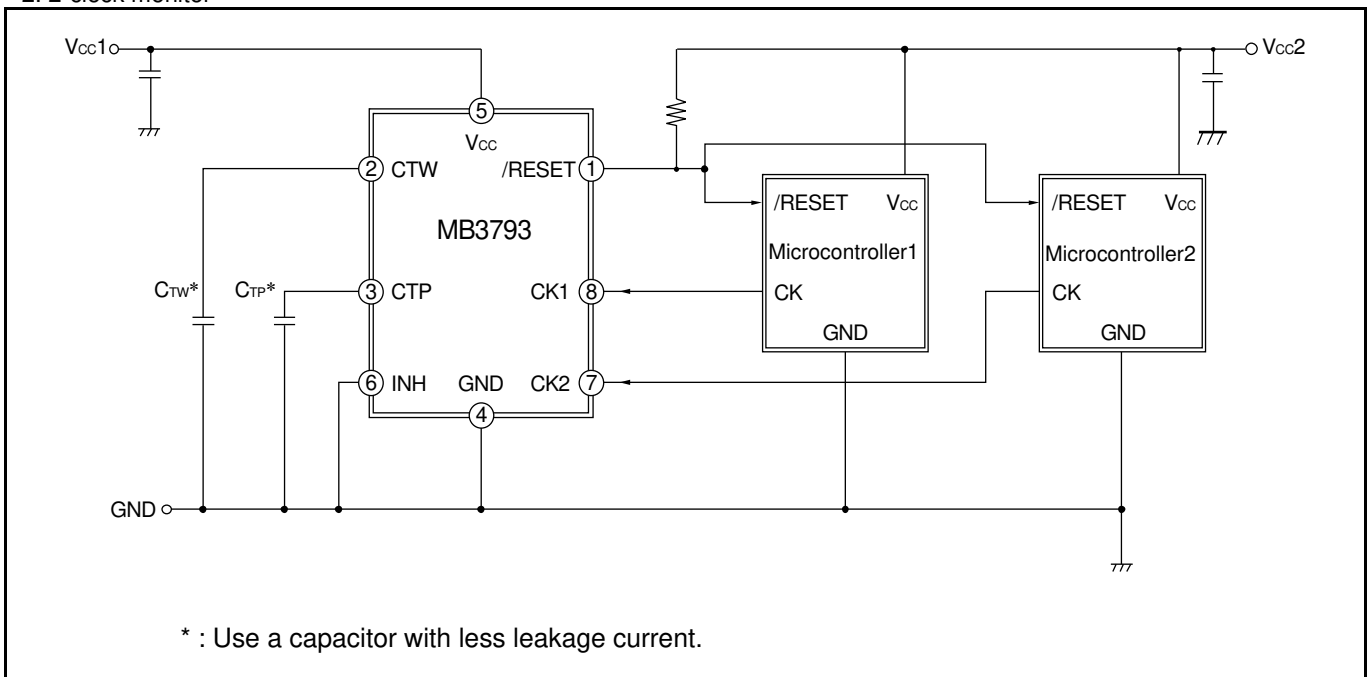 2. 2-clock monitor
Vcc1
Vcc2
5
Vcc
2 CTW
/RESET 1
/RESET Vcc
/RESET Vcc
MB3793
Microcontroller1
Microcontroller2
CTW*
CTP*
3 CTP
CK1 8
CK
CK
GND
GND
6 INH
GND
CK2 7
4
GND
* : Use a capacitor with less leakage current.